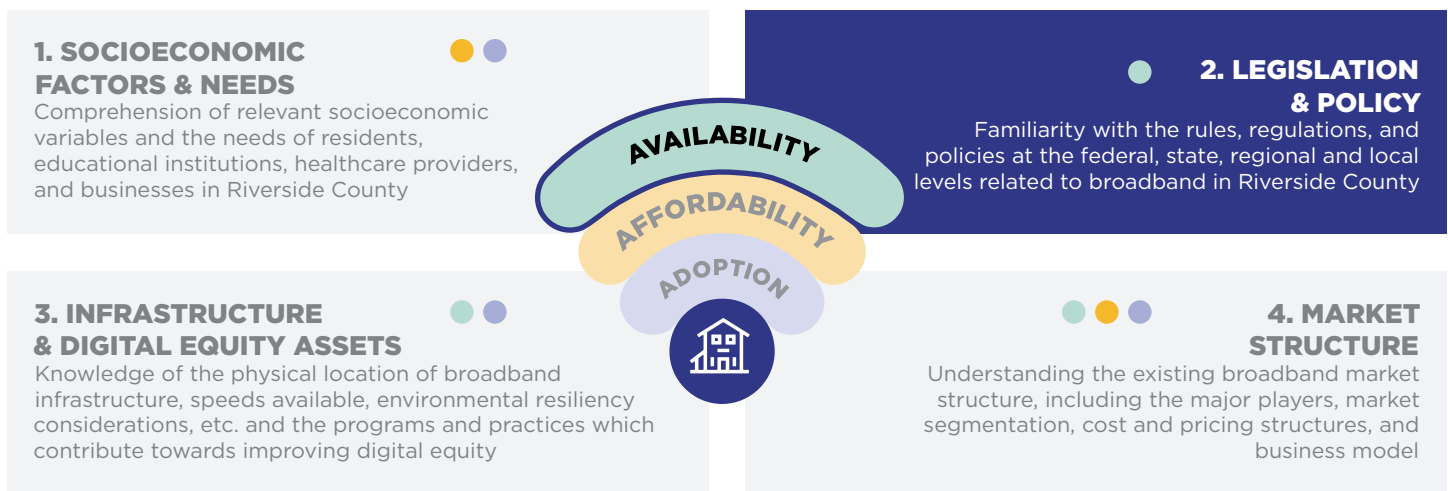 1. SOCIOECONOMIC
FACTORS & NEEDS
Comprehension of relevant socioeconomic
variables and the needs of residents,
educational institutions, healthcare providers,
and businesses in Riverside County
2. LEGISLATION
& POLICY
Familiarity with the rules, regulations, and
policies at the federal, state, regional and local
levels related to broadband in Riverside County
AVAILABILITY
AFFORDABILITY
ADOPTION
3. INFRASTRUCTURE
& DIGITAL EQUITY ASSETS
Knowledge of the physical location of broadband
infrastructure, speeds available, environmental resiliency
considerations, etc. and the programs and practices which
contribute towards improving digital equity
4. MARKET
STRUCTURE
Understanding the existing broadband market
structure, including the major players, market
segmentation, cost and pricing structures, and
business model